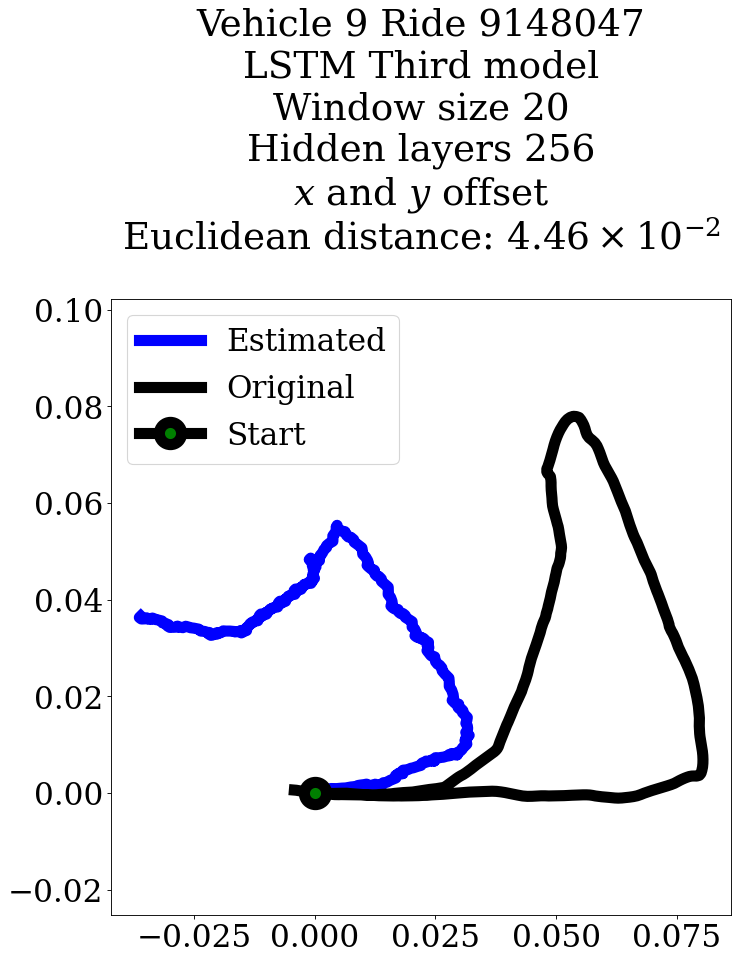 Vehicle 9 Ride 9148047
LSTM Third model
Window size 20
Hidden layers 256
x and y offset
Euclidean distance: 4.46 × 10⁻²
Estimated
Original
Start
0.10
0.08
0.06
0.04
0.02
0.00
−0.02
−0.025 0.000 0.025 0.050 0.075